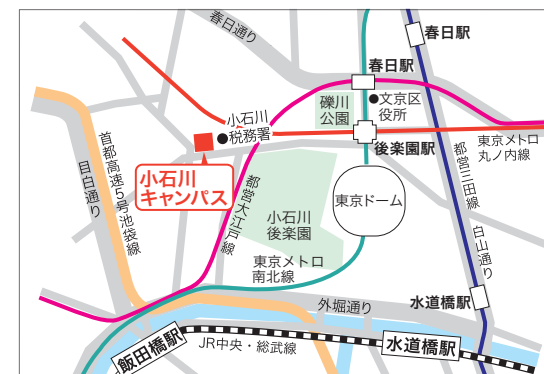 春日通り
春日駅
春日駅
礫川
公園
文京区
役所
小石川
税務署
後楽園駅
東京メトロ
丸ノ内線
首都高速5号池袋線
目白通り
小石川
キャンパス
都営大江戸線
小石川
後楽園
東京ドーム
都営三田線
白山通り
東京メトロ
南北線
外堀通り
水道橋駅
飯田橋駅
JR中央・総武線
水道橋駅